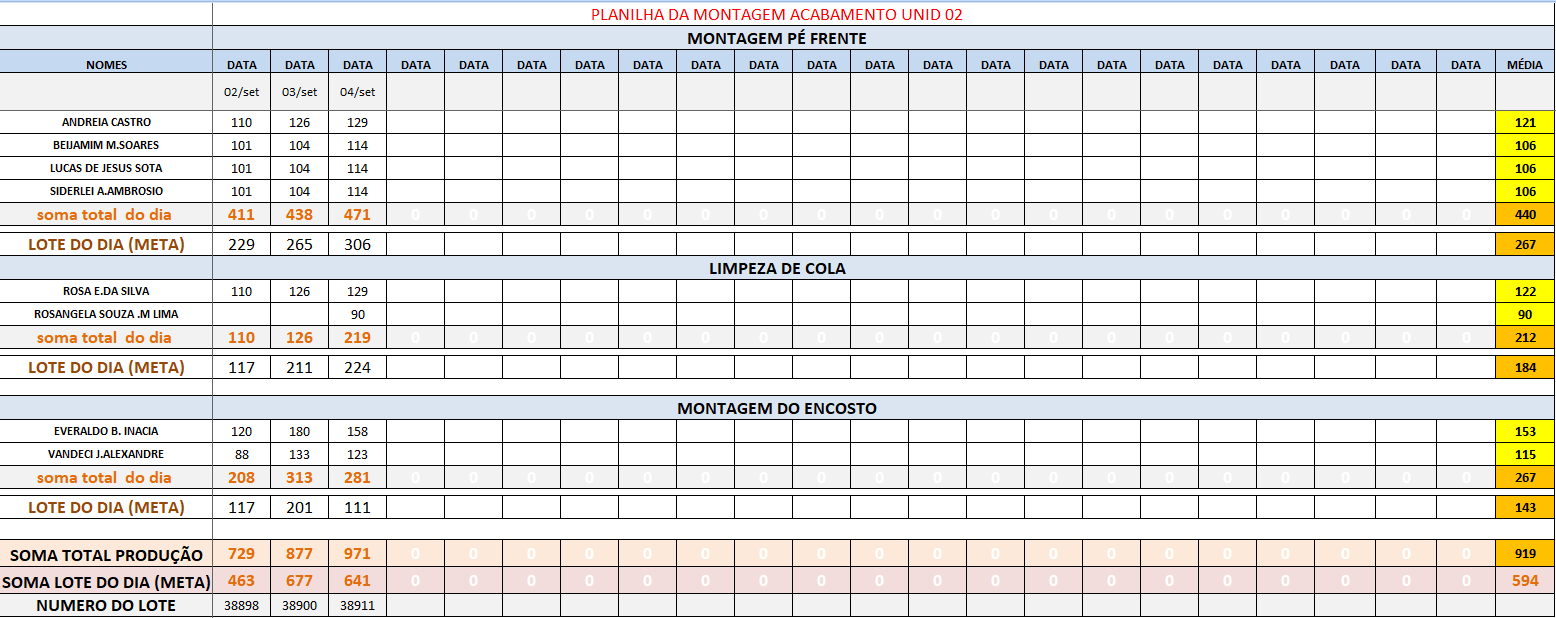 PLANILHA DA MONTAGEM ACABAMENTO UNID 02
MONTAGEM PÉ FRENTE
NOMES DATA DATA DATA DATA DATA DATA DATA DATA DATA DATA DATA DATA DATA DATA DATA DATA DATA DATA DATA DATA DATA DATA MÉDIA
02/set 03/set 04/set
ANDREIA CASTRO 110 126 129 121
BEIJAMIM M.SOARES 101 104 114 106
LUCAS DE JESUS SOTA 101 104 114 106
SIDERLEI A.AMBROSIO 101 104 114 106
soma total do dia 411 438 471 0 0 0 0 0 0 0 0 0 0 0 0 0 0 0 0 0 0 0 440
LOTE DO DIA (META) 229 265 306 267
LIMPEZA DE COLA
ROSA E.DA SILVA 110 126 129 122
ROSANGELA SOUZA .M LIMA 90 90
soma total do dia 110 126 219 0 0 0 0 0 0 0 0 0 0 0 0 0 0 0 0 0 0 0 212
LOTE DO DIA (META) 117 211 224 184
MONTAGEM DO ENCOSTO
EVERALDO B. INACIA 120 180 158 153
VANDECI J.ALEXANDRE 88 133 123 115
soma total do dia 208 313 281 0 0 0 0 0 0 0 0 0 0 0 0 0 0 0 0 0 0 0 267
LOTE DO DIA (META) 117 201 111 143
SOMA TOTAL PRODUÇÃO 729 877 971 0 0 0 0 0 0 0 0 0 0 0 0 0 0 0 0 0 0 0 919
SOMA LOTE DO DIA (META) 463 677 641 0 0 0 0 0 0 0 0 0 0 0 0 0 0 0 0 0 0 0 594
NUMERO DO LOTE 38898 38900 38911